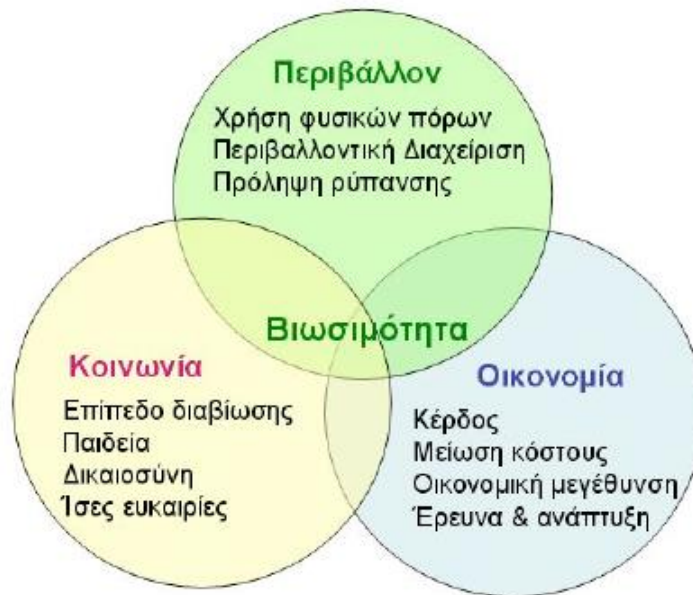 Περιβάλλον
Χρήση φυσικών πόρων
Περιβαλλοντική Διαχείριση
Πρόληψη ρύπανσης
Βιωσιμότητα
Κοινωνία
Επίπεδο διαβίωσης
Παιδεία
Δικαιοσύνη
Ίσες ευκαιρίες
Οικονομία
Κέρδος
Μείωση κόστους
Οικονομική μεγέθυνση
Έρευνα & ανάπτυξη